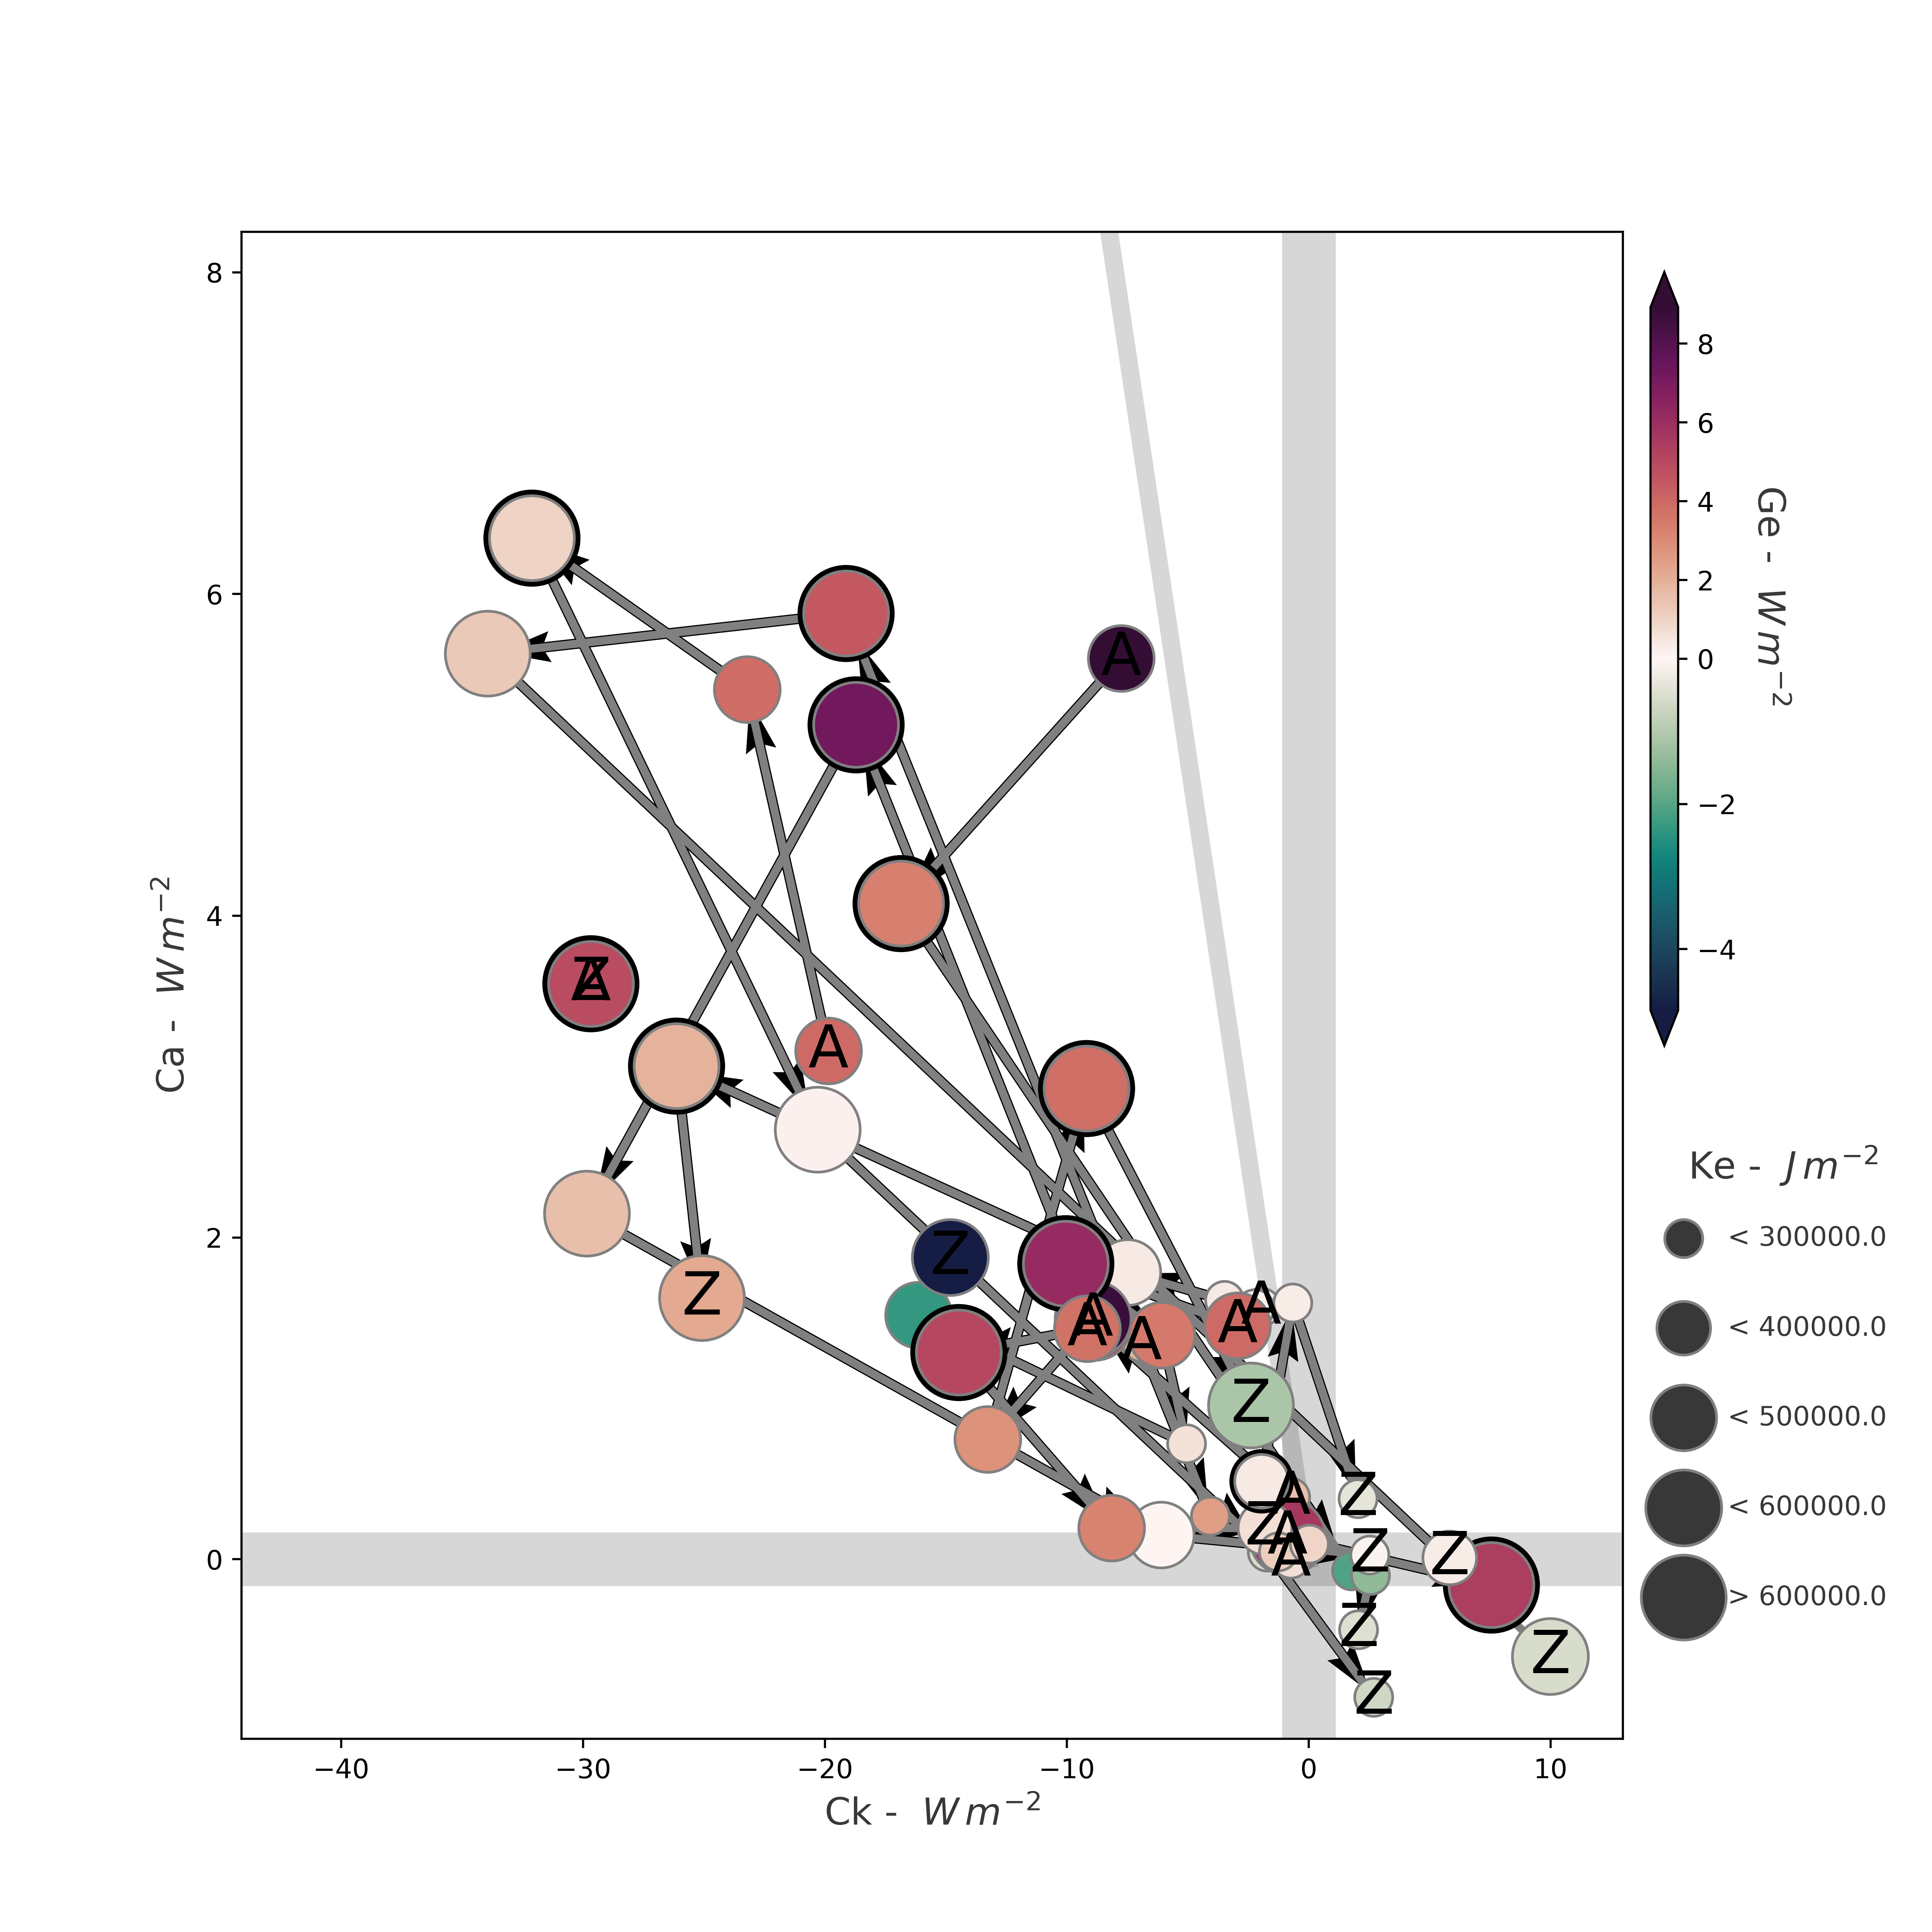 8
6
4
2
0
−40
−30
−20
−10
0
10
Ca - W m⁻²
Ck - W m⁻²
A
A
A
Z
Z
Z
A
A
A
A
A
Z
Z
A
A
A
Z
Z
Z
Z
Z
Z
Z
8
6
4
2
0
−2
−4
Ge - W m⁻²
Ke - J m⁻²
< 300000.0
< 400000.0
< 500000.0
< 600000.0
> 600000.0